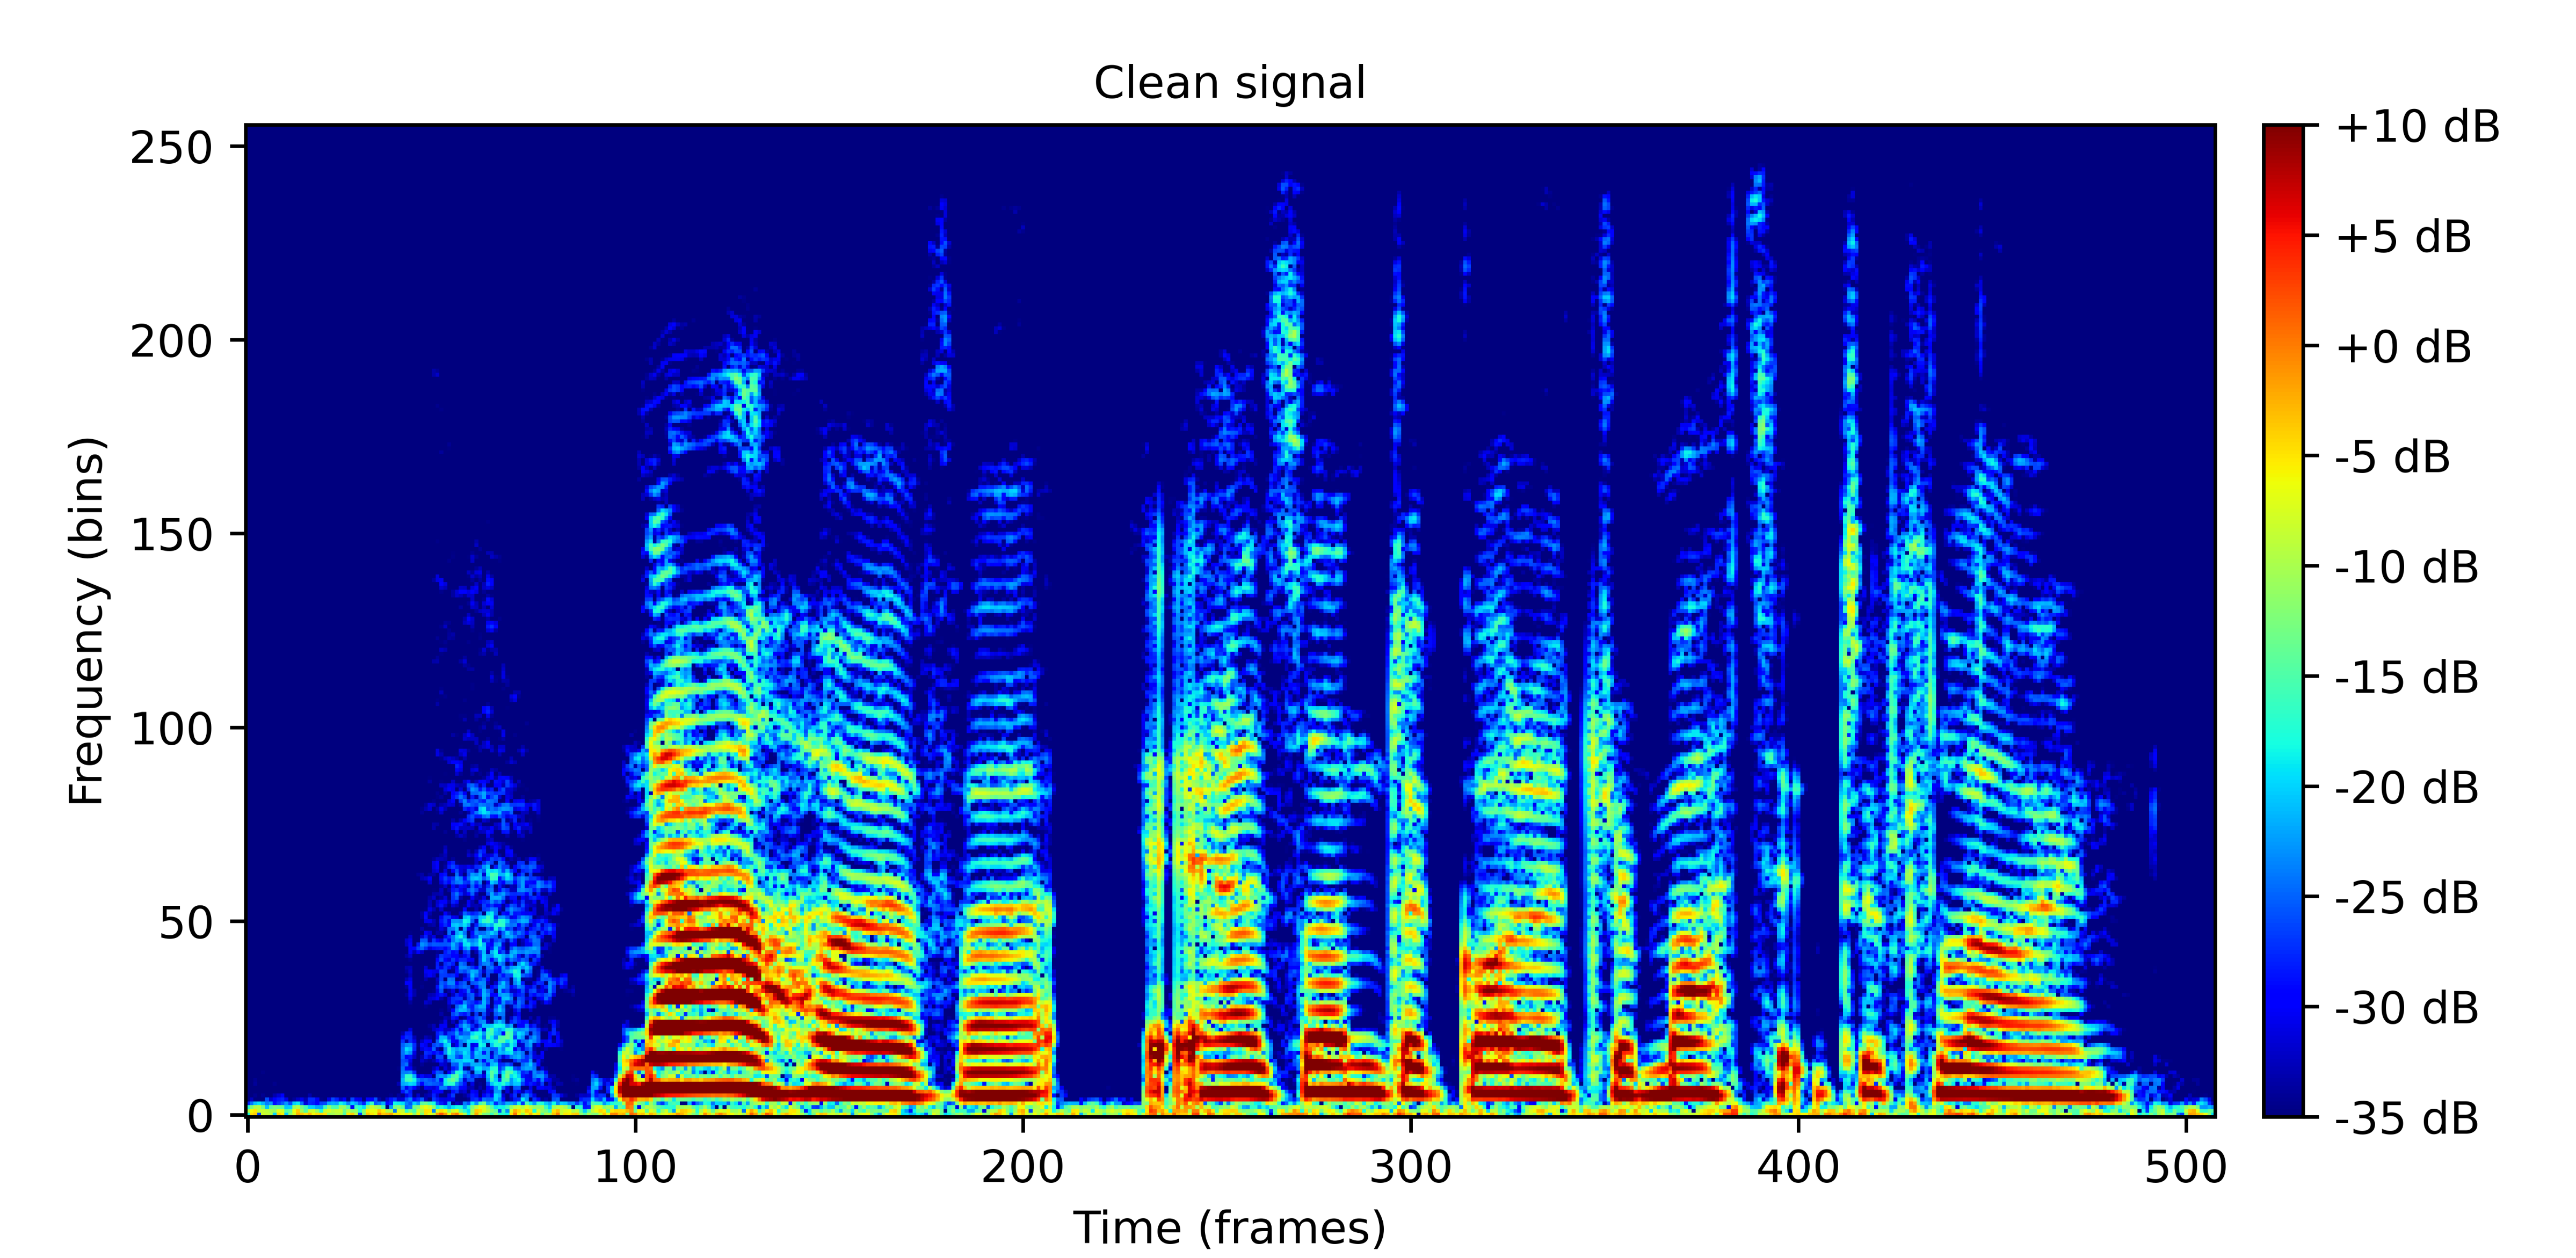 Clean signal
Frequency (bins)
250
200
150
100
50
0
0 100 200 300 400 500
Time (frames)
+10 dB
+5 dB
+0 dB
-5 dB
-10 dB
-15 dB
-20 dB
-25 dB
-30 dB
-35 dB